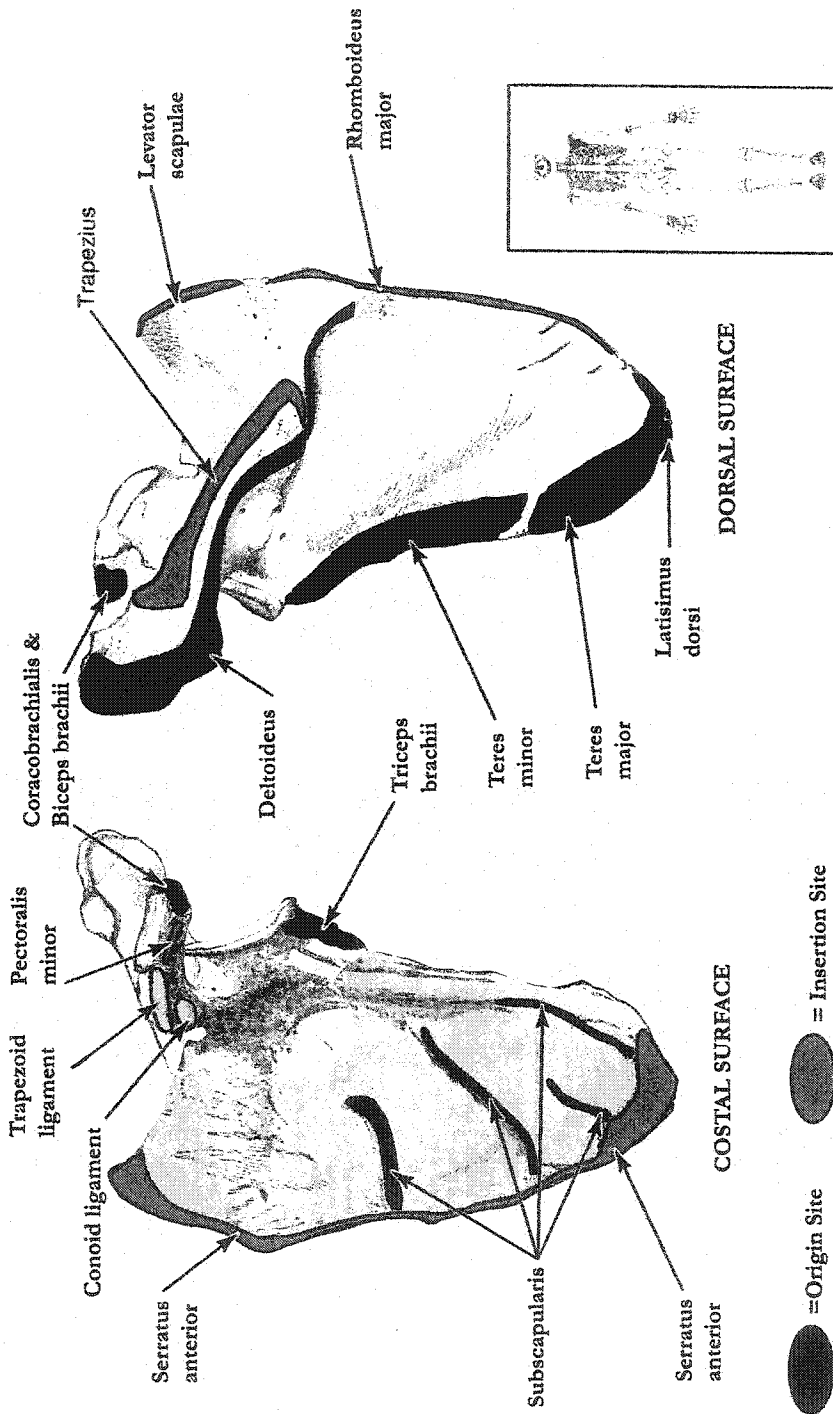 Trapezoid
ligament
Pectoralis
minor
Coracobrachialis &
Biceps brachii
Conoid ligament
Serratus
anterior
Trapezius
Levator
scapulae
Deltoideus
Rhomboideus
major
Triceps
brachii
Teres
minor
Teres
major
Subscapularis
Latisimus
dorsi
Serratus
anterior
COSTAL SURFACE
DORSAL SURFACE
=Origin Site
= Insertion Site